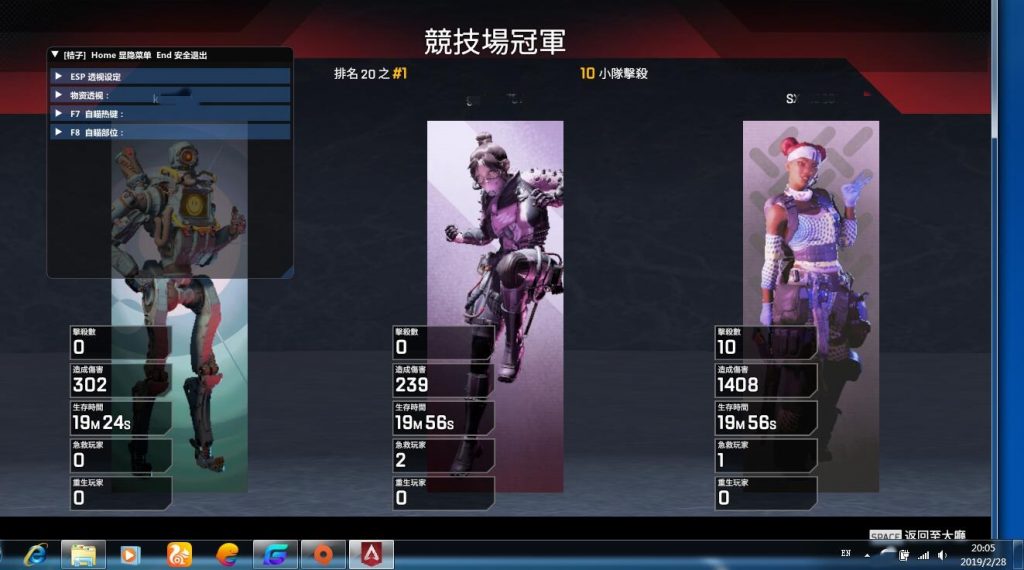 競技場冠軍
[桔子] Home 显隐菜单 End 安全退出
排名 20 之 #1
10 小隊擊殺
ESP 透视设定
物资透视：
F7 自瞄热键：
F8 自瞄部位：
擊殺數
0
造成傷害
302
生存時間
19M 24S
急救玩家
0
重生玩家
0
擊殺數
0
造成傷害
239
生存時間
19M 56S
急救玩家
2
重生玩家
0
擊殺數
10
造成傷害
1408
生存時間
19M 56S
急救玩家
1
重生玩家
0
SPACE 返回至大廳
EN
20:05
2019/2/28